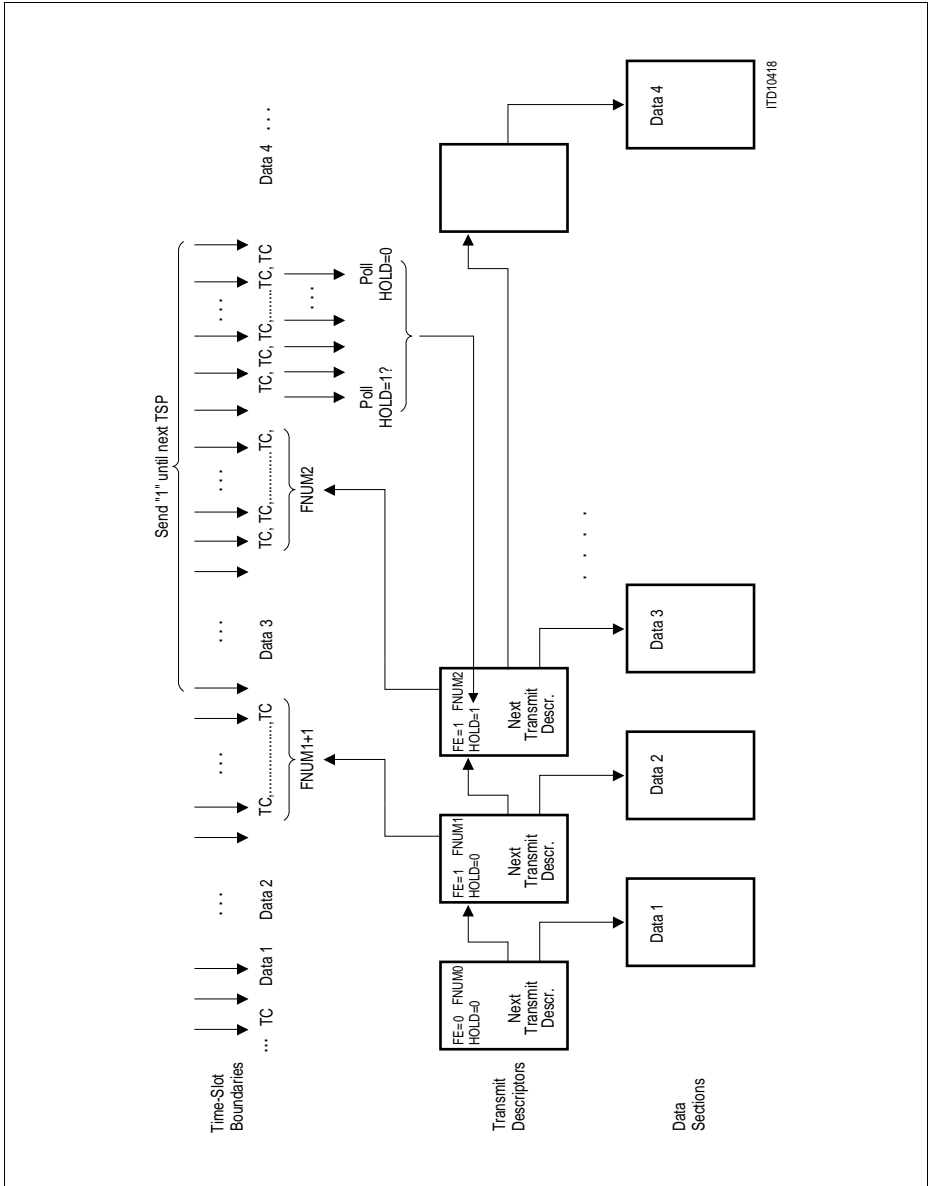 Send "1" until next TSP
Time-Slot
Boundaries
... TC
Data 1
...
Data 2
...
TC,..................,TC
FNUM1+1
...
Data 3
...
TC, TC,..............TC,
FNUM2
...
TC, TC, TC,.........TC, TC
...
Poll
HOLD=1?
Poll
HOLD=0
Data 4 ...
Transmit
Descriptors
FE=0 FNUM0
HOLD=0
Next
Transmit
Descr.
FE=1 FNUM1
HOLD=0
Next
Transmit
Descr.
FE=1 FNUM2
HOLD=1
Next
Transmit
Descr.
. . . .
Data
Sections
Data 1
Data 2
Data 3
Data 4
ITD10418